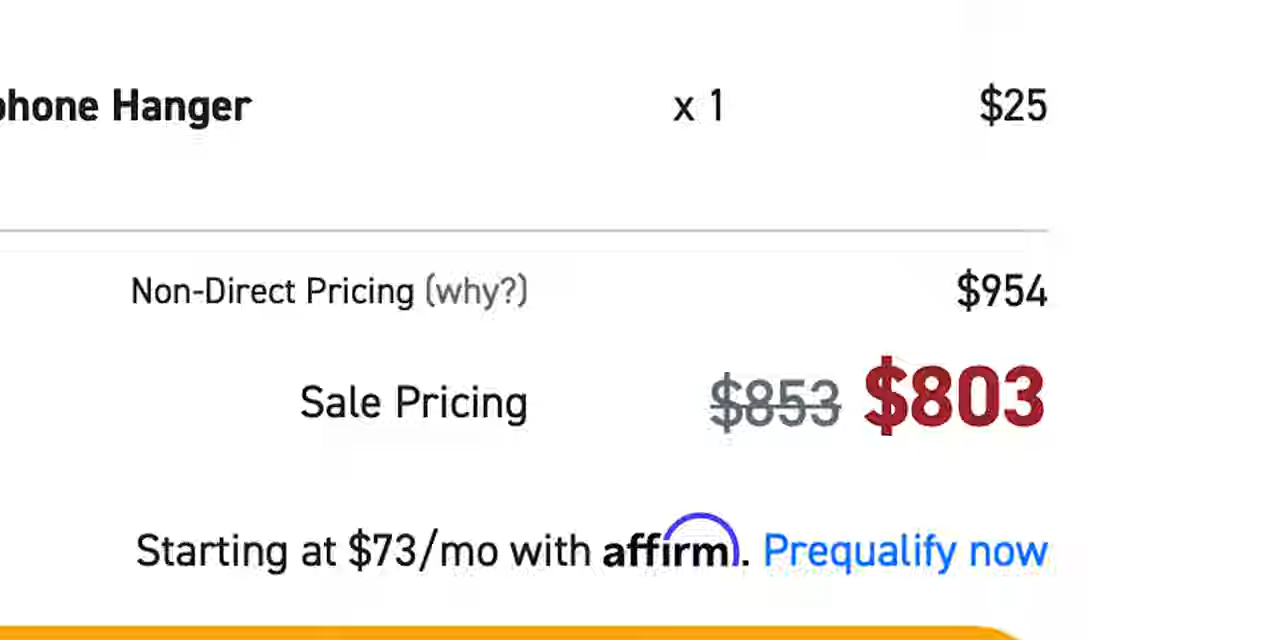 Hanger x 1 $25
Non-Direct Pricing (why?) $954
Sale Pricing $853 $803
Starting at $73/mo with affirm. Prequalify now